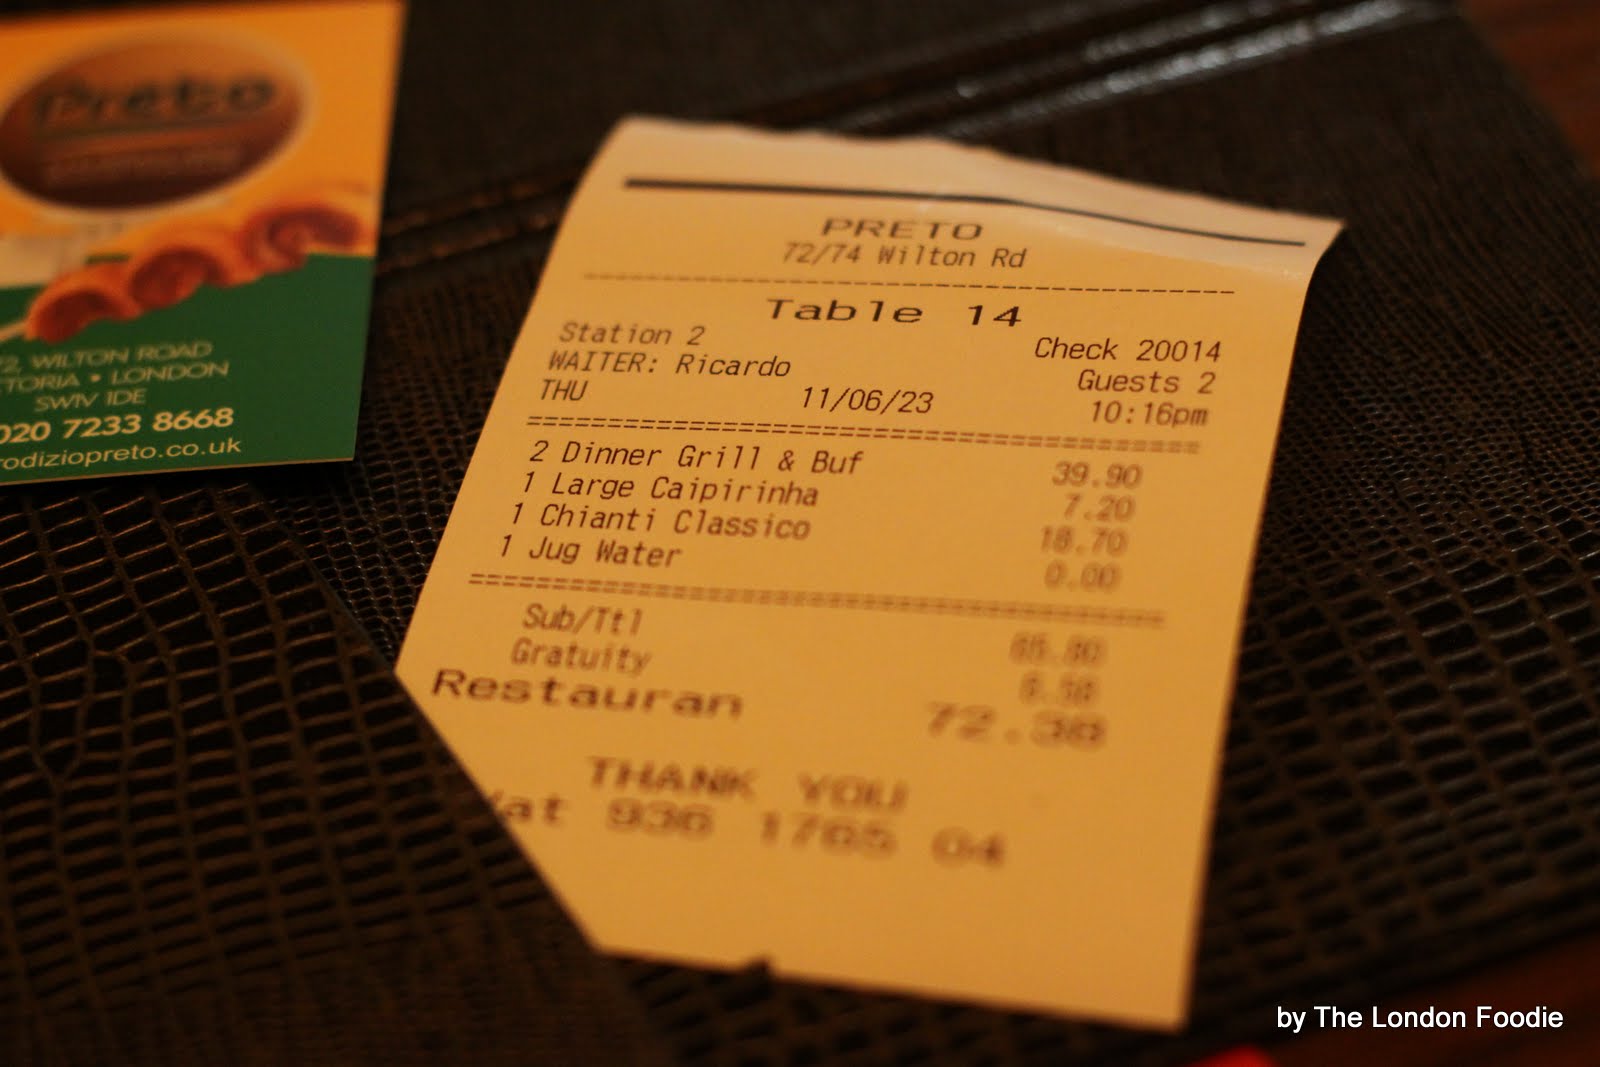 Preto
2, WILTON ROAD
TORIA • LONDON
SW1V 1DE
020 7233 8668
rodiziopreto.co.uk
PRETO
72/74 Wilton Rd
Table 14
Station 2 Check 20014
WAITER: Ricardo Guests 2
THU 11/06/23 10:16pm
2 Dinner Grill & Buf 39.90
1 Large Caipirinha 7.20
1 Chianti Classico 18.70
1 Jug Water 0.00
Sub/Ttl 65.80
Gratuity 6.58
Restauran 72.38
THANK YOU
Vat 936 1765 04
by The London Foodie